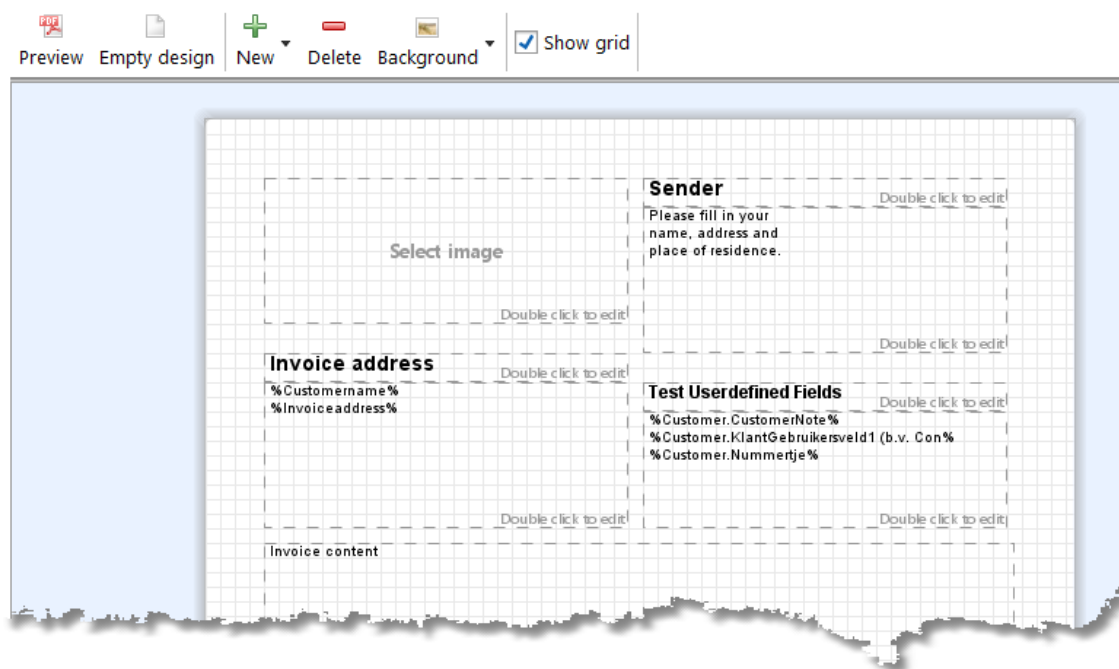 PDF
Preview
Empty design
New
Delete
Background
Show grid
Select image
Double click to edit
Sender
Double click to edit
Please fill in your
name, address and
place of residence.
Double click to edit
Invoice address
Double click to edit
%Customername%
%Invoiceaddress%
Double click to edit
Test Userdefined Fields
Double click to edit
%Customer.CustomerNote%
%Customer.KlantGebruikersveld1 (b.v. Con%
%Customer.Nummertje%
Double click to edit
Invoice content